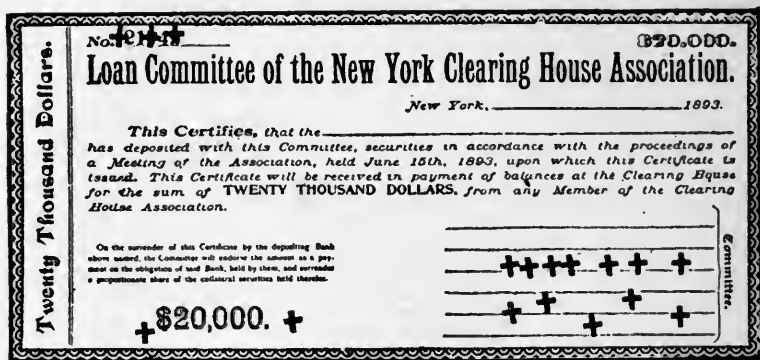 Twenty Thousand Dollars.
No.
$20.000.
Loan Committee of the New York Clearing House Association.
New York, 1893.
This Certifies, that the
has deposited with this Committee, securities in accordance with the proceedings of
a Meeting of the Association, held June 15th, 1893, upon which this Certificate is
issued. This Certificate will be received in payment of balances at the Clearing House
for the sum of TWENTY THOUSAND DOLLARS, from any Member of the Clearing
House Association.
On the surrender of this Certificate by the depositing Bank
above named, the Committee will endorse the amount as a pay-
ment on the obligation of said Bank, held by them, and surrender
a proportionate share of the collateral securities held therefor.
$20,000.
Committee.